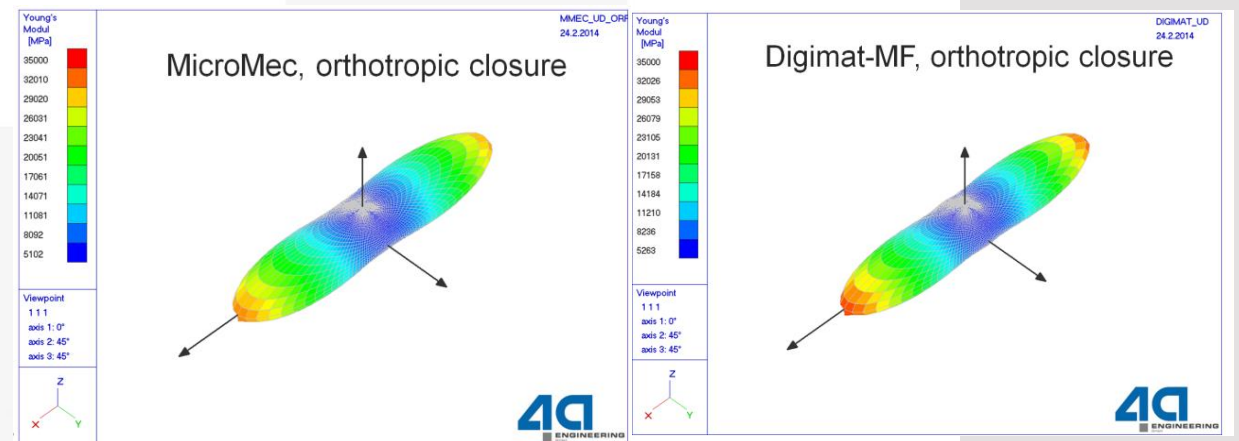 Young's
Modul
[MPa]
35000
32010
29020
26031
23041
20051
17061
14071
11081
8092
5102
Viewpoint
1 1 1
axis 1: 0°
axis 2: 45°
axis 3: 45°
Z
X
Y
MMEC_UD_ORF
24.2.2014
MicroMec, orthotropic closure
4a
ENGINEERING
Young's
Modul
[MPa]
35000
32026
29053
26079
23105
20131
17158
14184
11210
8236
5263
Viewpoint
1 1 1
axis 1: 0°
axis 2: 45°
axis 3: 45°
Z
X
Y
DIGIMAT_UD
24.2.2014
Digimat-MF, orthotropic closure
4a
ENGINEERING